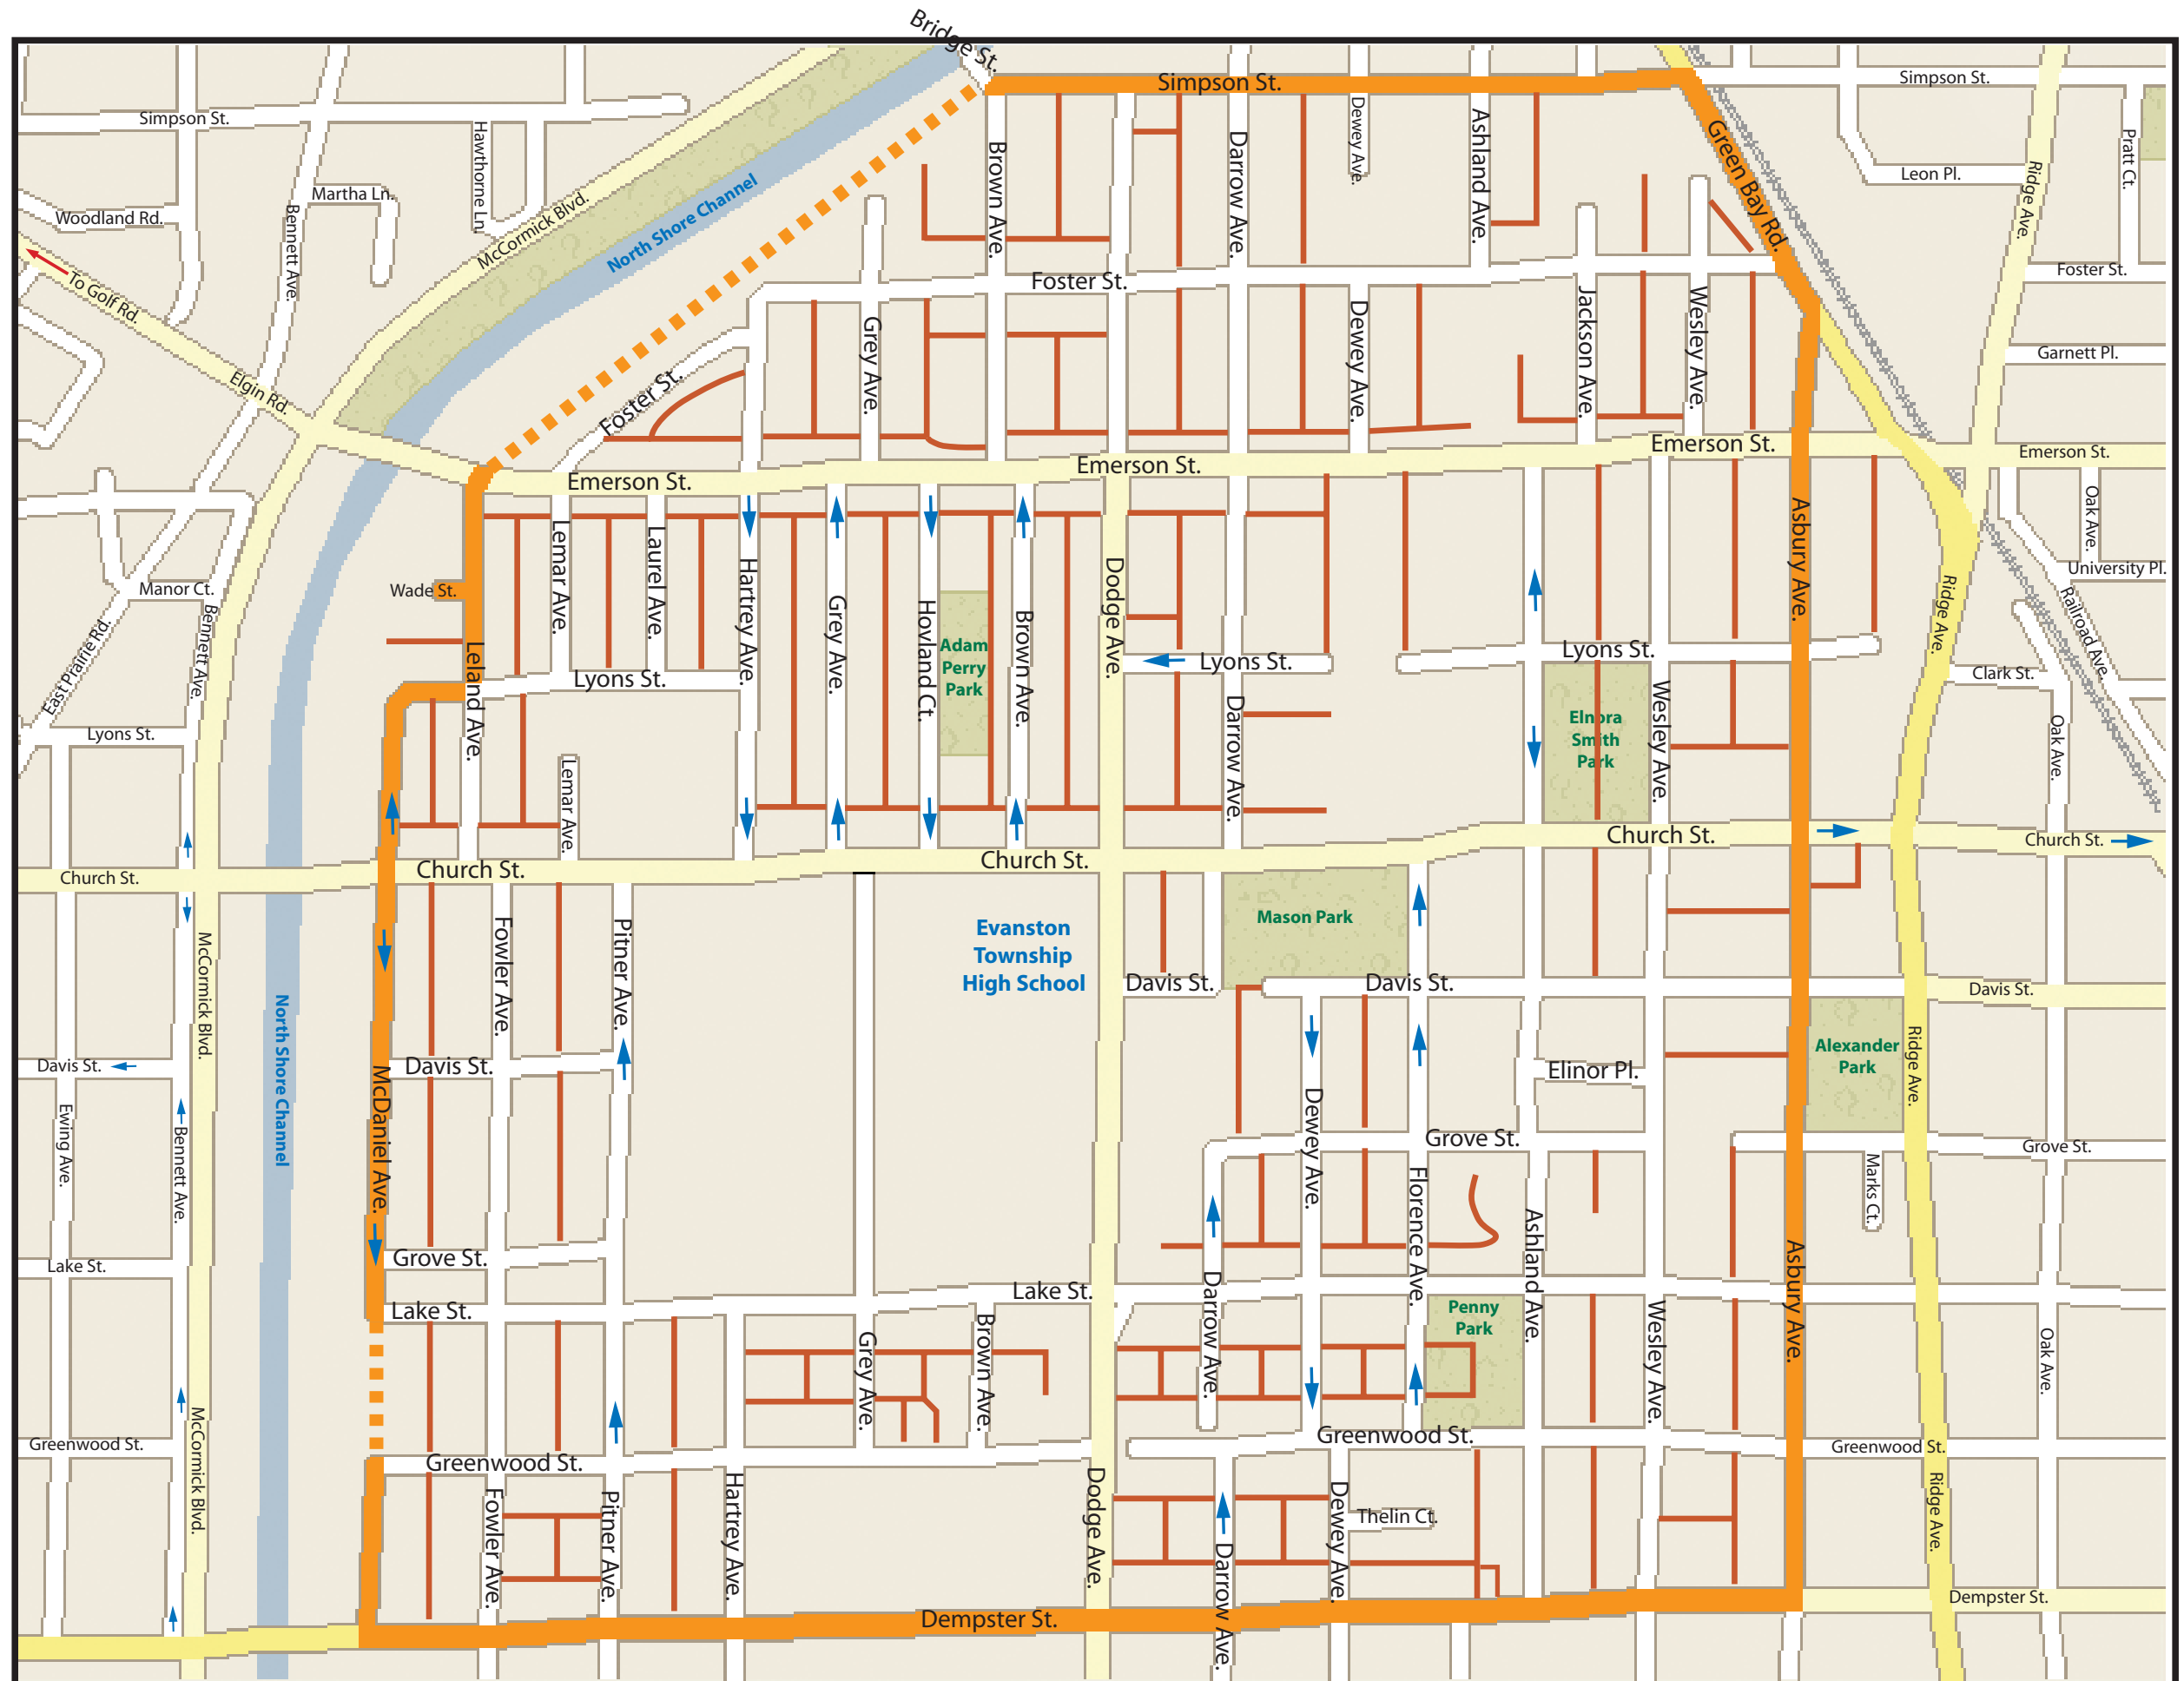 Bridge St.
Simpson St.
Simpson St.
Simpson St.
Hawthorne Ln.
Dewey Ave.
Ashland Ave.
Darrow Ave.
Brown Ave.
Green Bay Rd.
Pratt Ct.
Ridge Ave.
Leon Pl.
Martha Ln.
Woodland Rd.
Bennett Ave.
McCormick Blvd.
North Shore Channel
To Golf Rd.
Foster St.
Foster St.
Elgin Rd.
Foster St.
Grey Ave.
Dewey Ave.
Jackson Ave.
Wesley Ave.
Garnett Pl.
Emerson St.
Emerson St.
Emerson St.
Emerson St.
Oak Ave.
University Pl.
Railroad Ave.
Manor Ct.
Wade St.
Bennett Ave.
East Prairie Rd.
Lemar Ave.
Laurel Ave.
Hartrey Ave.
Grey Ave.
Hovland Ct.
Adam
Perry
Park
Brown Ave.
Dodge Ave.
Asbury Ave.
Ridge Ave.
Leland Ave.
Lyons St.
Lyons St.
Lyons St.
Lyons St.
Clark St.
Darrow Ave.
Elnora
Smith
Park
Wesley Ave.
Oak Ave.
Lemar Ave.
Church St.
Church St.
Church St.
Church St.
Church St.
Evanston
Township
High School
Mason Park
Fowler Ave.
Pitner Ave.
McCormick Blvd.
North Shore Channel
Davis St.
Davis St.
Davis St.
Davis St.
Davis St.
Alexander
Park
Ridge Ave.
Elinor Pl.
Ewing Ave.
Bennett Ave.
McDaniel Ave.
Dewey Ave.
Grove St.
Grove St.
Grove St.
Marks Ct.
Florence Ave.
Ashland Ave.
Asbury Ave.
Lake St.
Lake St.
Lake St.
Darrow Ave.
Penny
Park
Grey Ave.
Brown Ave.
Wesley Ave.
Oak Ave.
McCormick Blvd.
Greenwood St.
Greenwood St.
Greenwood St.
Greenwood St.
Fowler Ave.
Pitner Ave.
Hartrey Ave.
Dodge Ave.
Dewey Ave.
Thelin Ct.
Darrow Ave.
Ridge Ave.
Dempster St.
Dempster St.